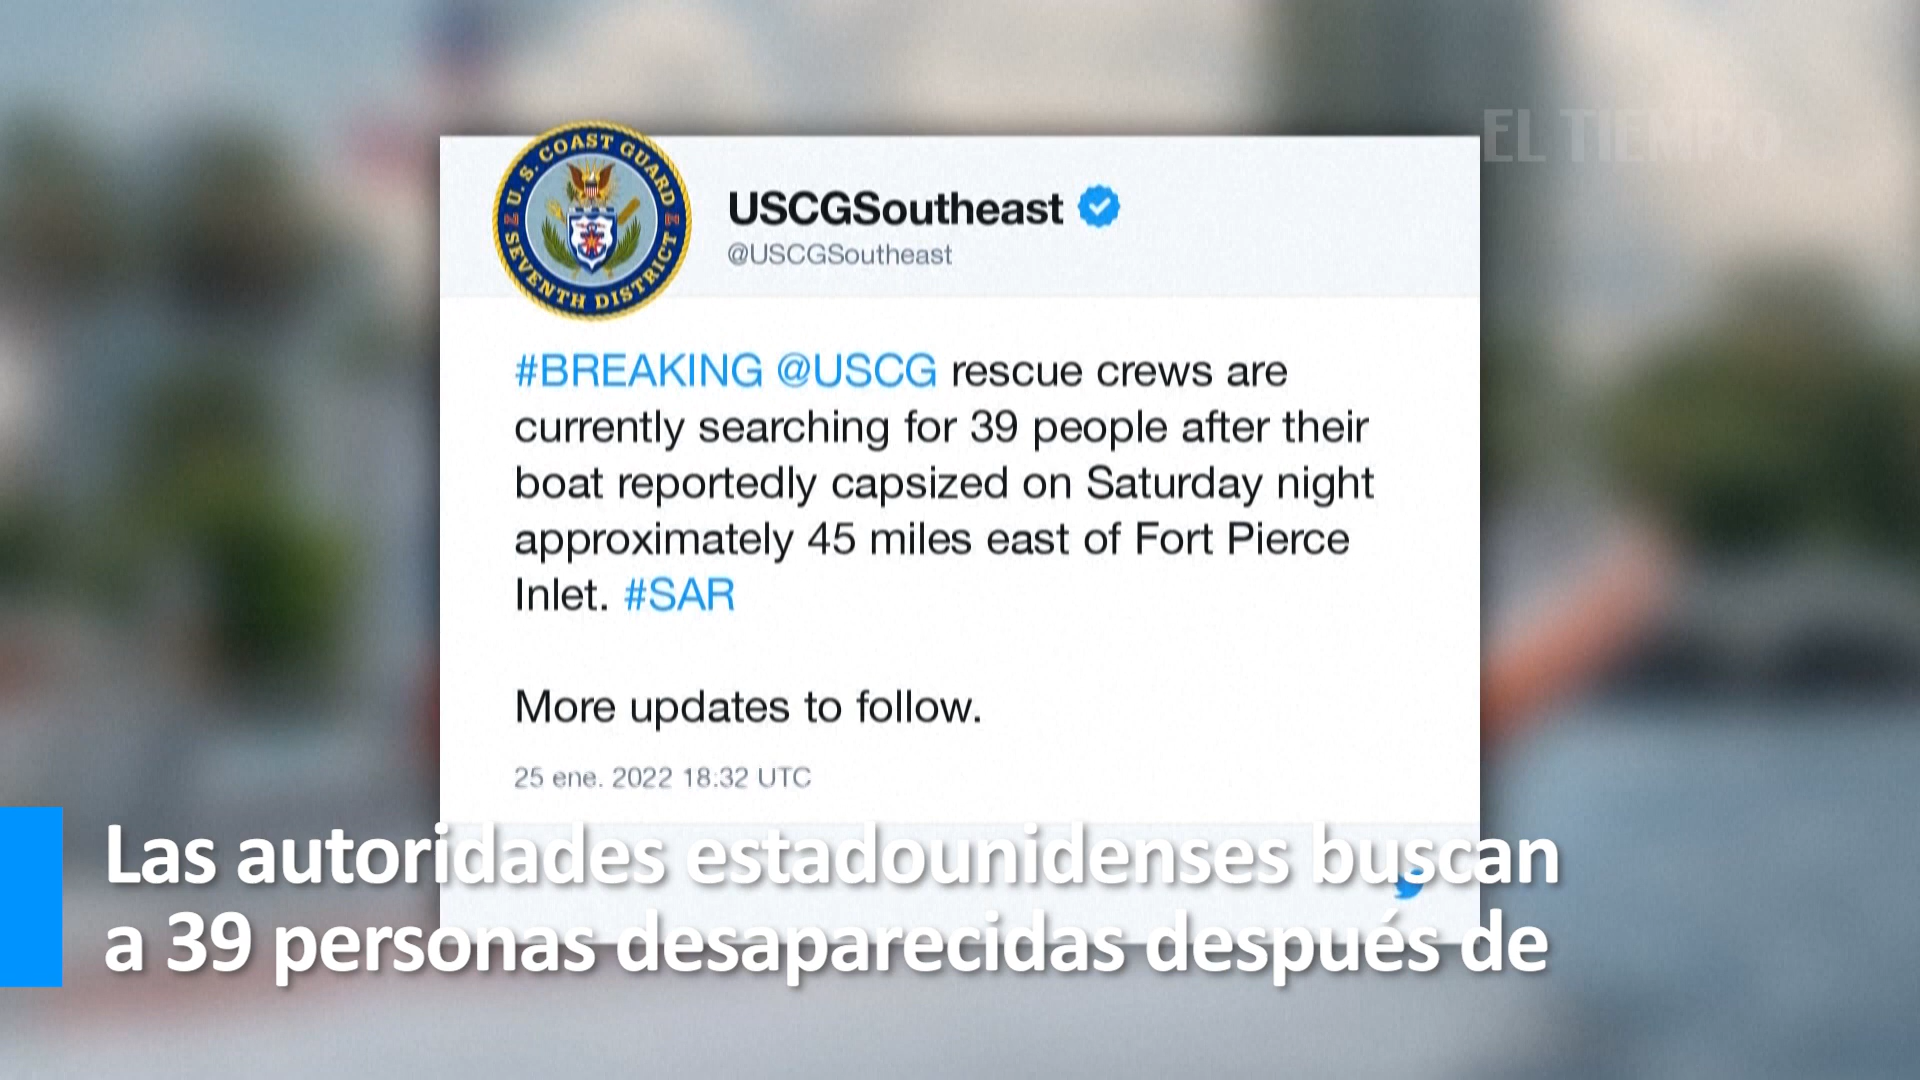 EL TIEMPO
U. S. COAST GUARD
SEVENTH DISTRICT
USCGSoutheast
@USCGSoutheast
#BREAKING @USCG rescue crews are
currently searching for 39 people after their
boat reportedly capsized on Saturday night
approximately 45 miles east of Fort Pierce
Inlet. #SAR
More updates to follow.
25 ene. 2022 18:32 UTC
Las autoridades estadounidenses buscan
a 39 personas desaparecidas después de